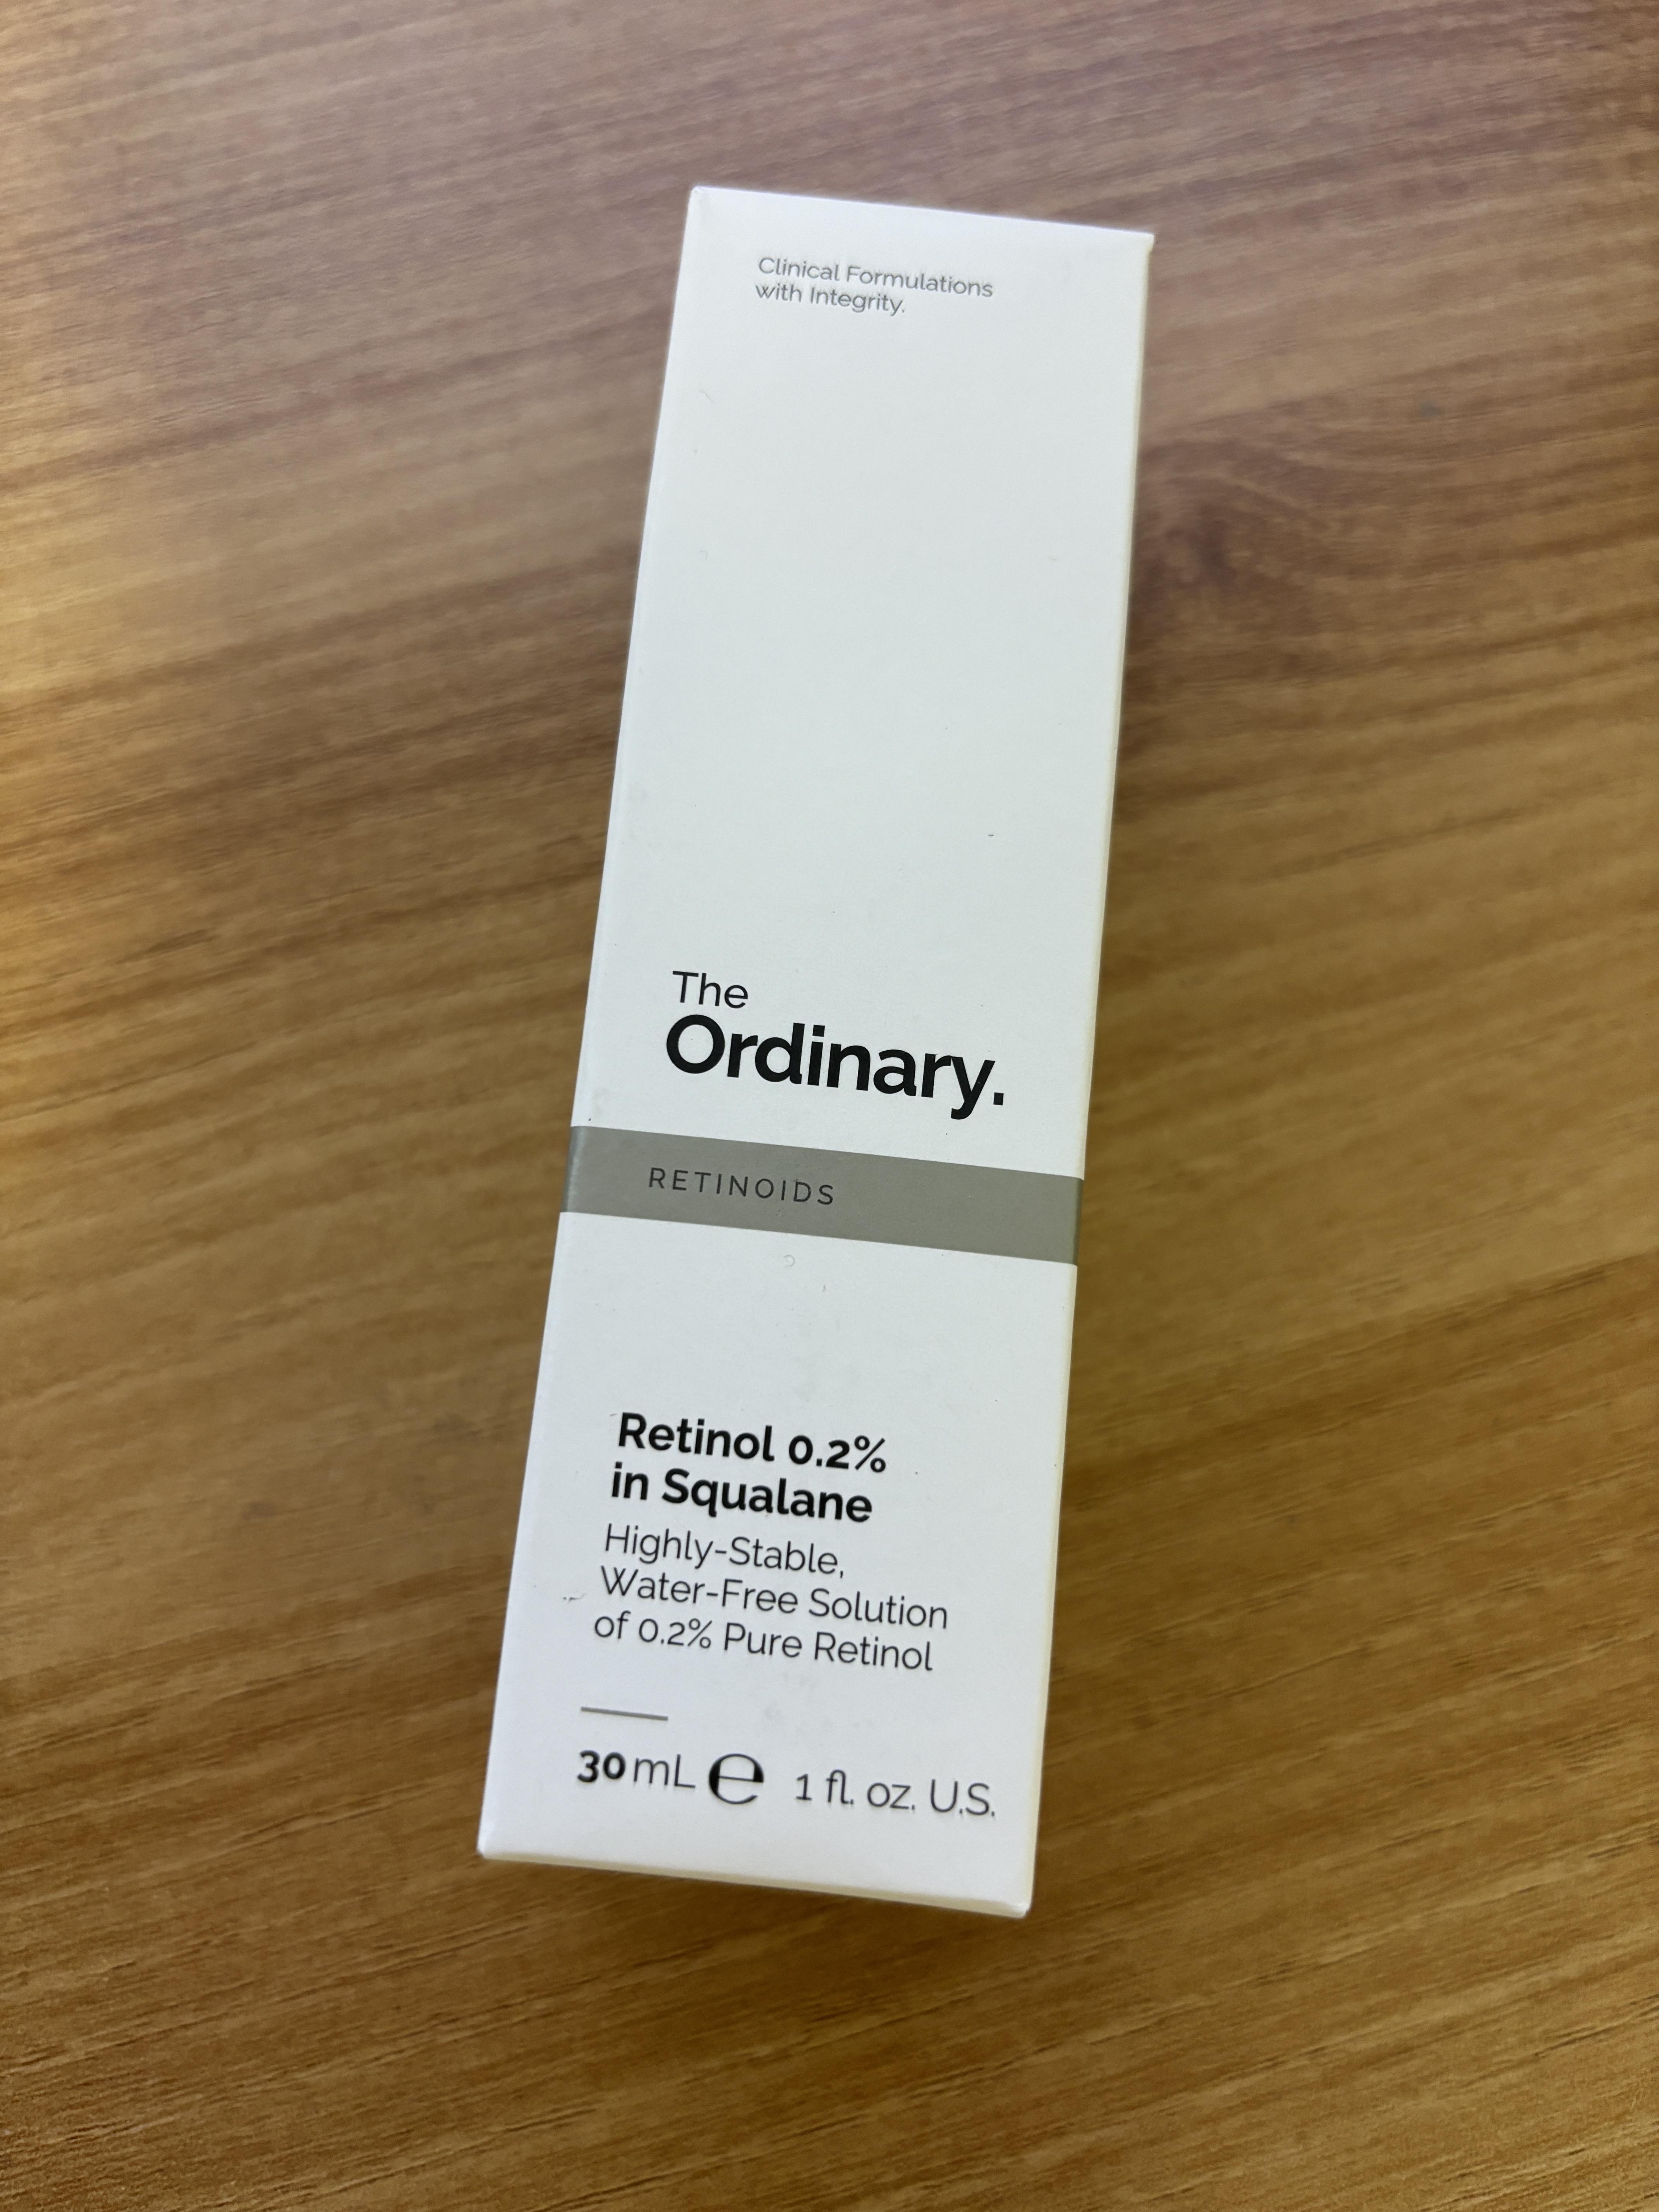 Clinical Formulations
with Integrity.
The
Ordinary.
RETINOIDS
Retinol 0.2%
in Squalane
Highly-Stable,
Water-Free Solution
of 0.2% Pure Retinol
30 mL ℮ 1 fl. oz. U.S.